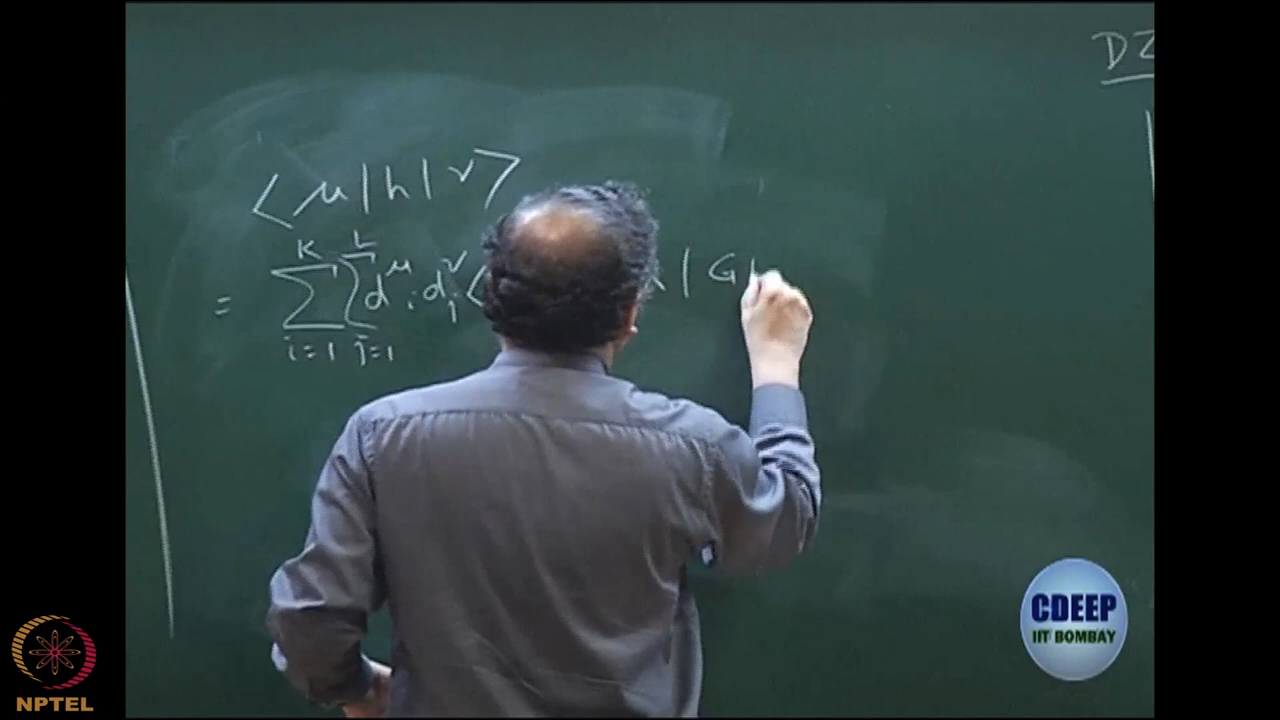 DZ
<μ|h|ν>
K L
= ∑ ∑ d^μ_i d^ν_j < | G
i=1 j=1
CDEEP
IIT BOMBAY
NPTEL